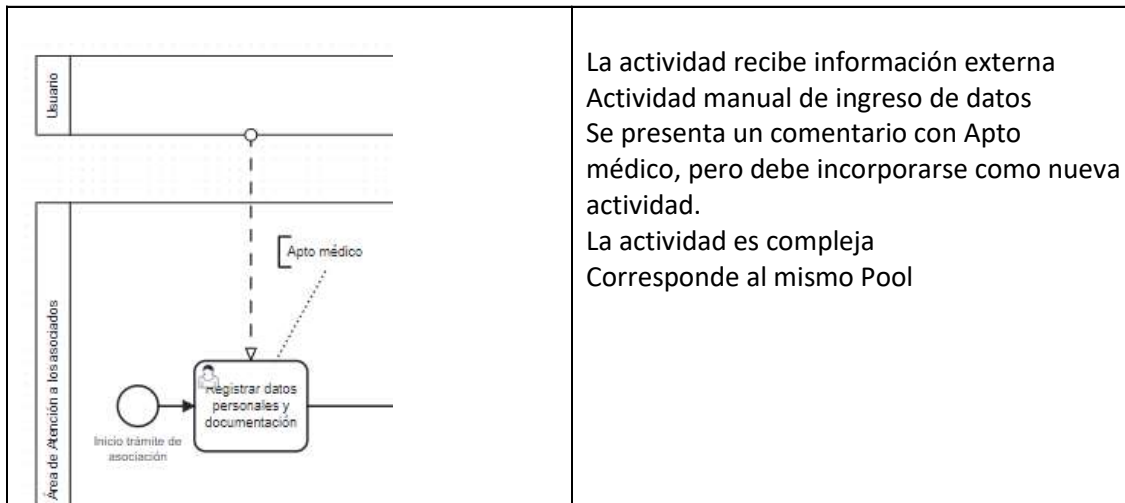 Usuario
Área de Atención a los asociados
Apto médico
Registrar datos
personales y
documentación
Inicio trámite de
asociación
La actividad recibe información externa
Actividad manual de ingreso de datos
Se presenta un comentario con Apto
médico, pero debe incorporarse como nueva
actividad.
La actividad es compleja
Corresponde al mismo Pool